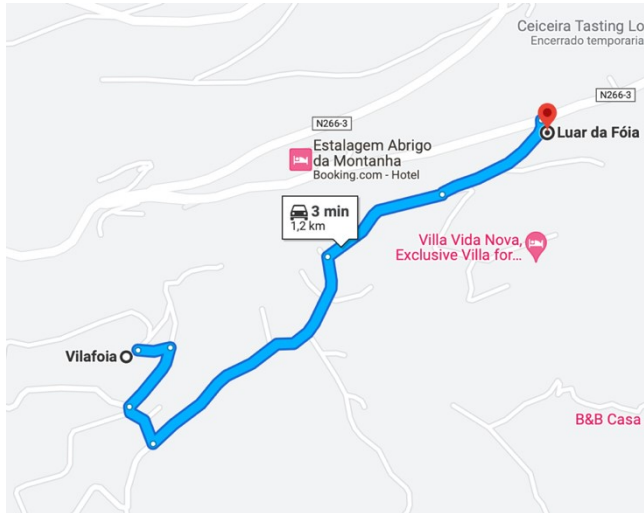 Ceiceira Tasting Lo
Encerrado temporaria
N266-3
N266-3
Estalagem Abrigo
da Montanha
Booking.com - Hotel
Luar da Fóia
3 min
1,2 km
Villa Vida Nova,
Exclusive Villa for...
Vilafoia
B&B Casa